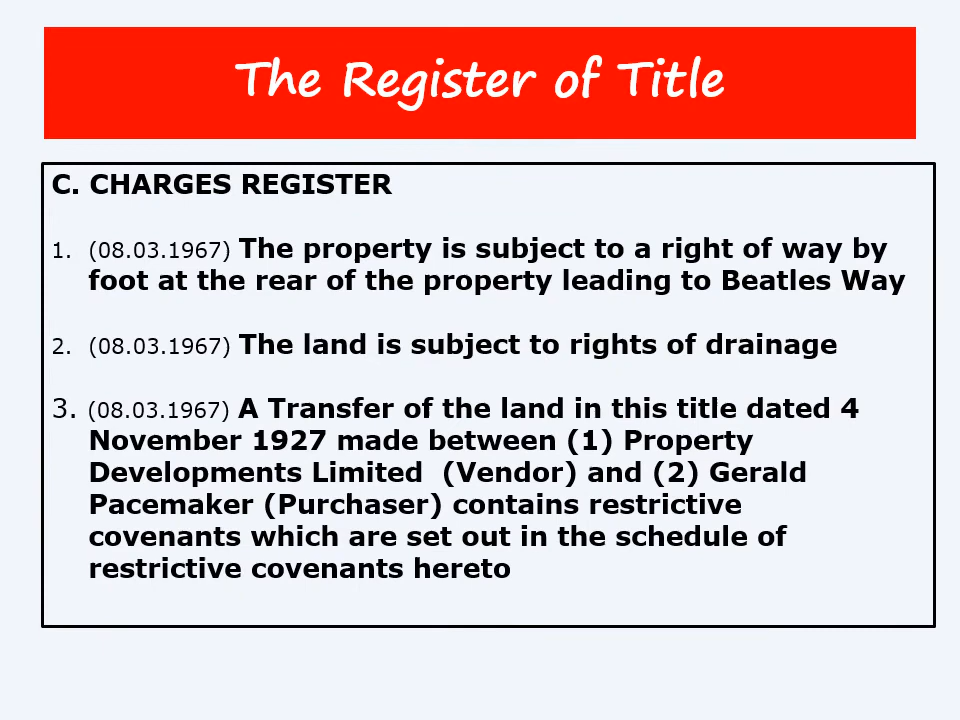 The Register of Title
C. CHARGES REGISTER
1. (08.03.1967) The property is subject to a right of way by
foot at the rear of the property leading to Beatles Way
2. (08.03.1967) The land is subject to rights of drainage
3. (08.03.1967) A Transfer of the land in this title dated 4
November 1927 made between (1) Property
Developments Limited (Vendor) and (2) Gerald
Pacemaker (Purchaser) contains restrictive
covenants which are set out in the schedule of
restrictive covenants hereto